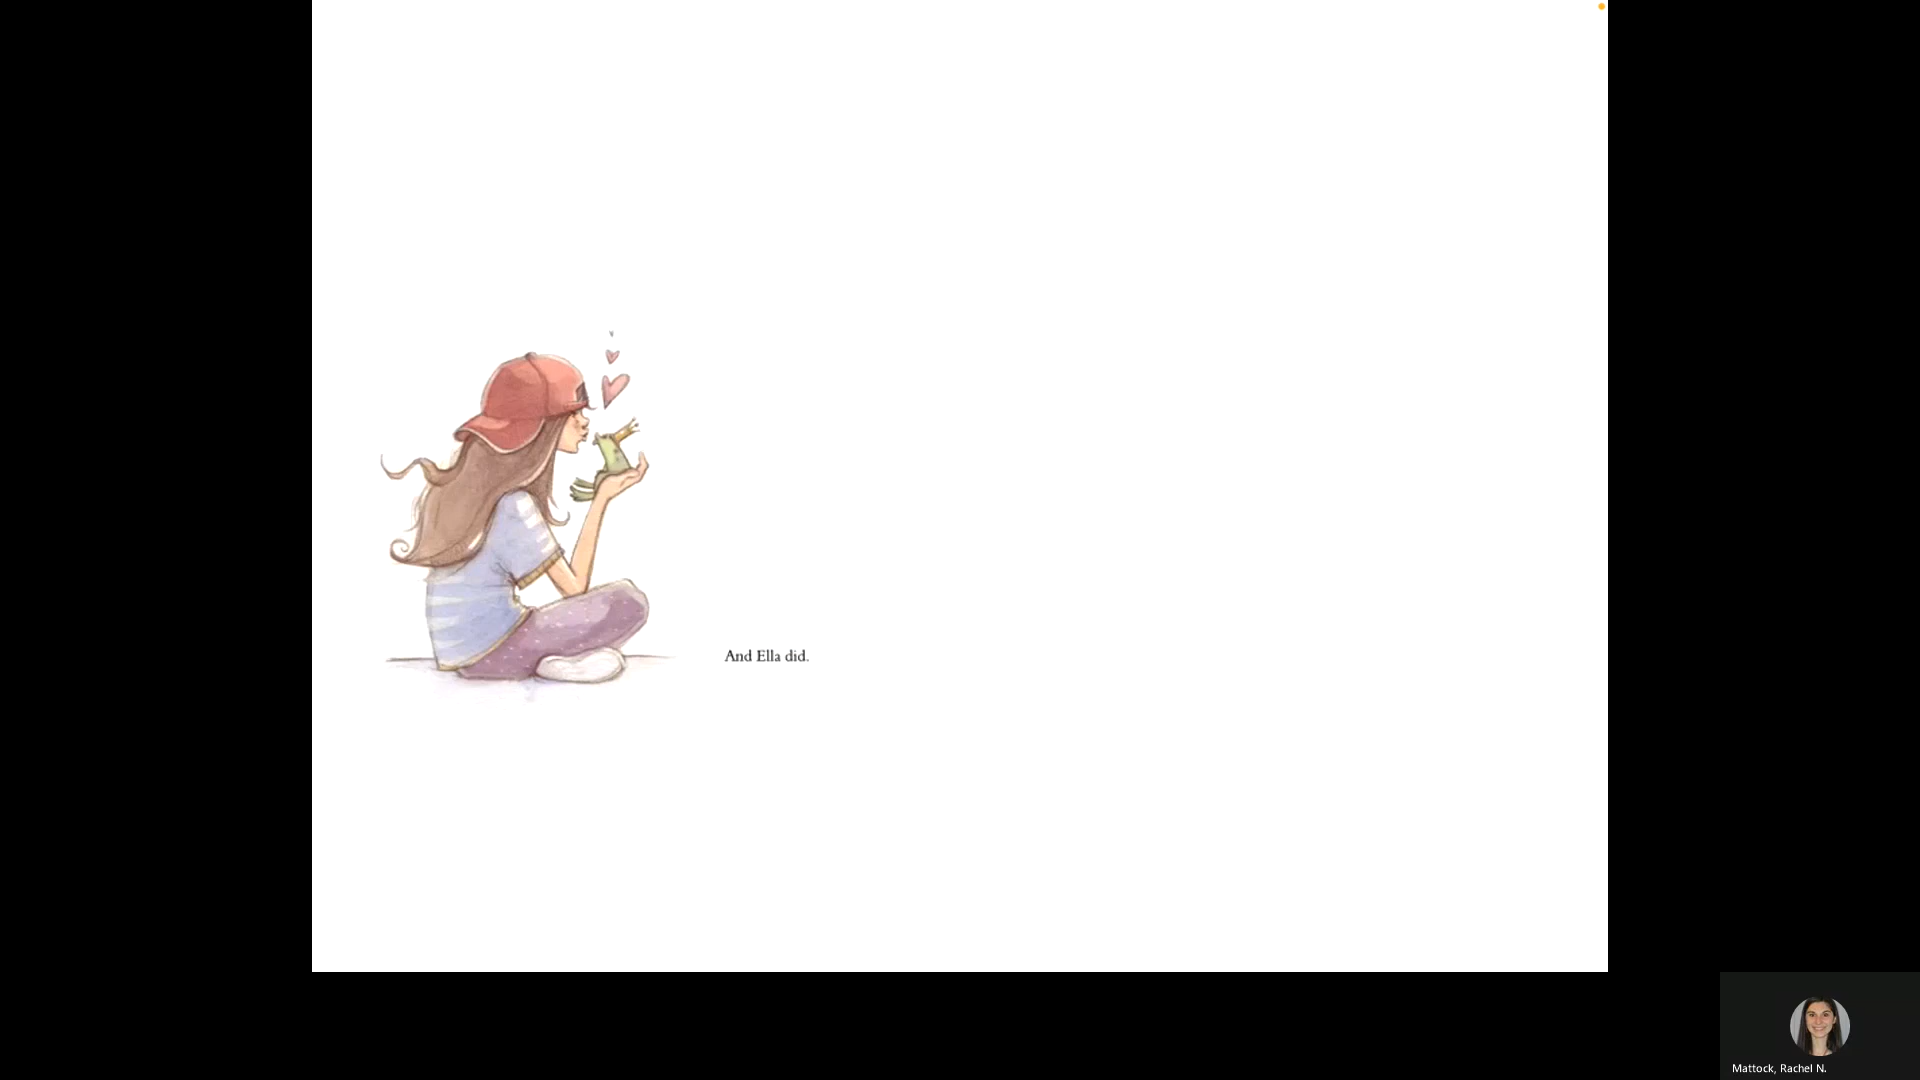 And Ella did.
Mattock, Rachel N.